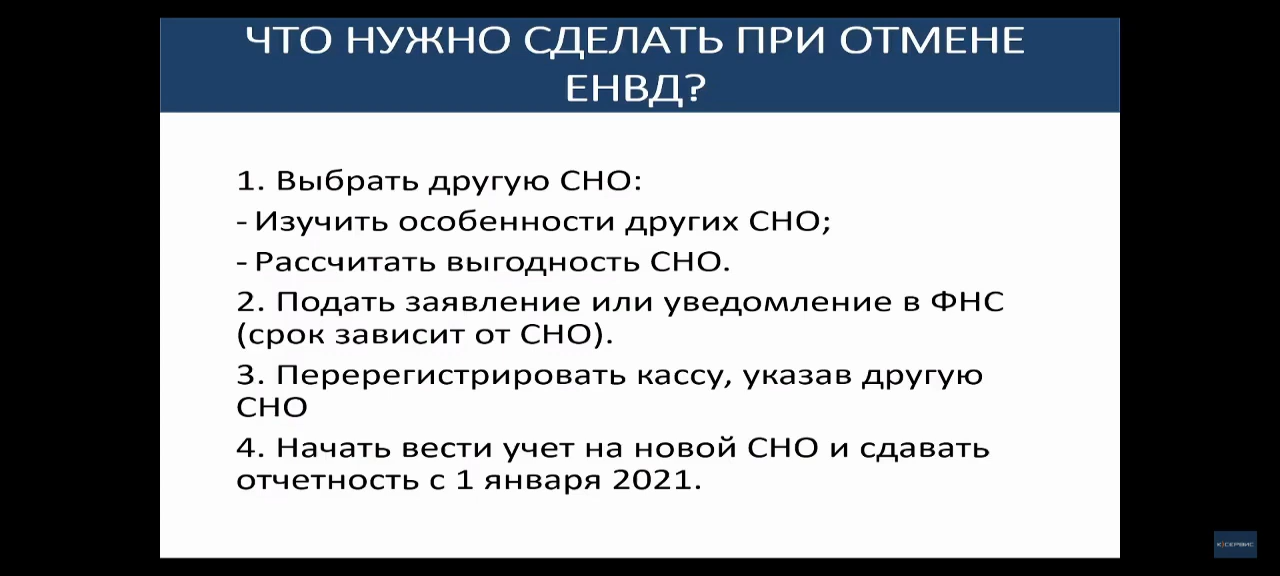 ЧТО НУЖНО СДЕЛАТЬ ПРИ ОТМЕНЕ
ЕНВД?
1. Выбрать другую СНО:
- Изучить особенности других СНО;
- Рассчитать выгодность СНО.
2. Подать заявление или уведомление в ФНС
(срок зависит от СНО).
3. Перерегистрировать кассу, указав другую
СНО
4. Начать вести учет на новой СНО и сдавать
отчетность с 1 января 2021.